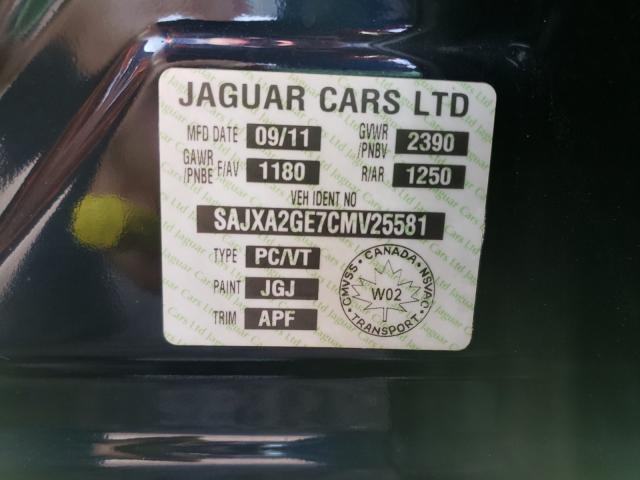 JAGUAR CARS LTD
MFD DATE 09/11 GVWR /PNBV 2390
GAWR /PNBE F/AV 1180 R/AR 1250
VEH IDENT NO
SAJXA2GE7CMV25581
TYPE PC/VT
PAINT JGJ
TRIM APF
CMVSS • CANADA • NSVAC
W02
TRANSPORT